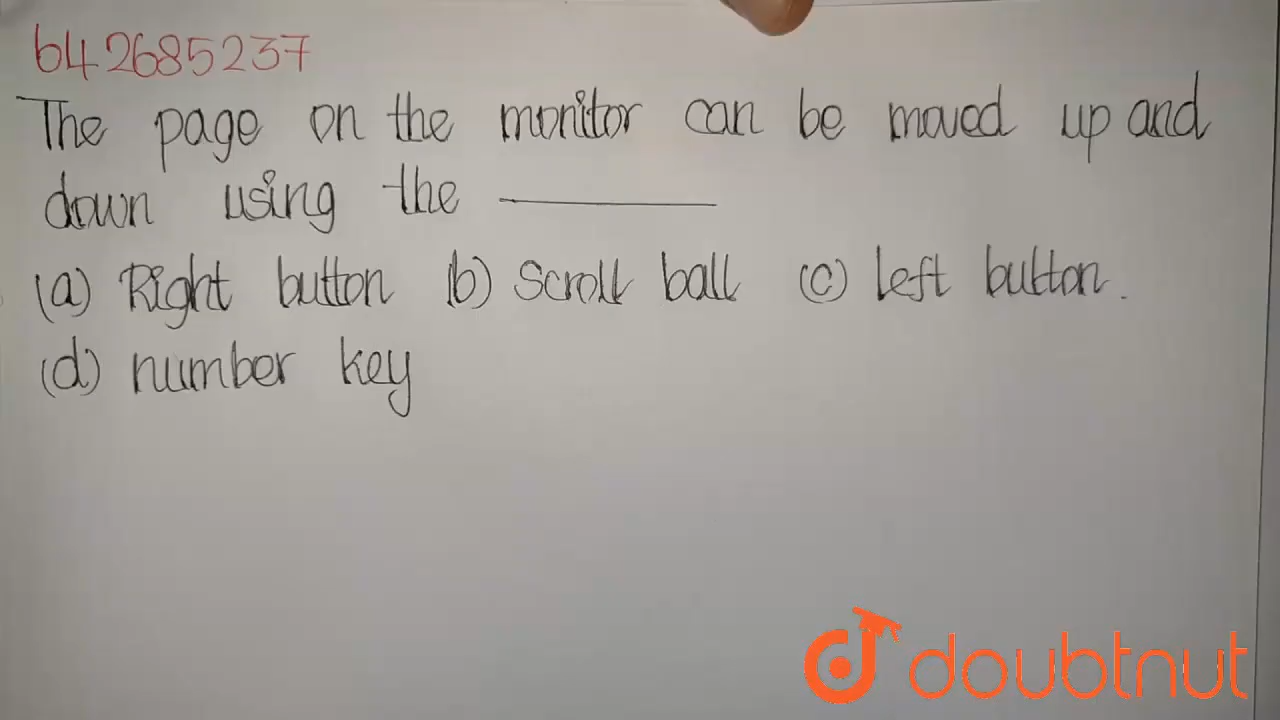 642685237
The page on the monitor can be moved up and
down using the ________
(a) Right button (b) Scroll ball (c) left button.
(d) number key
doubtnut